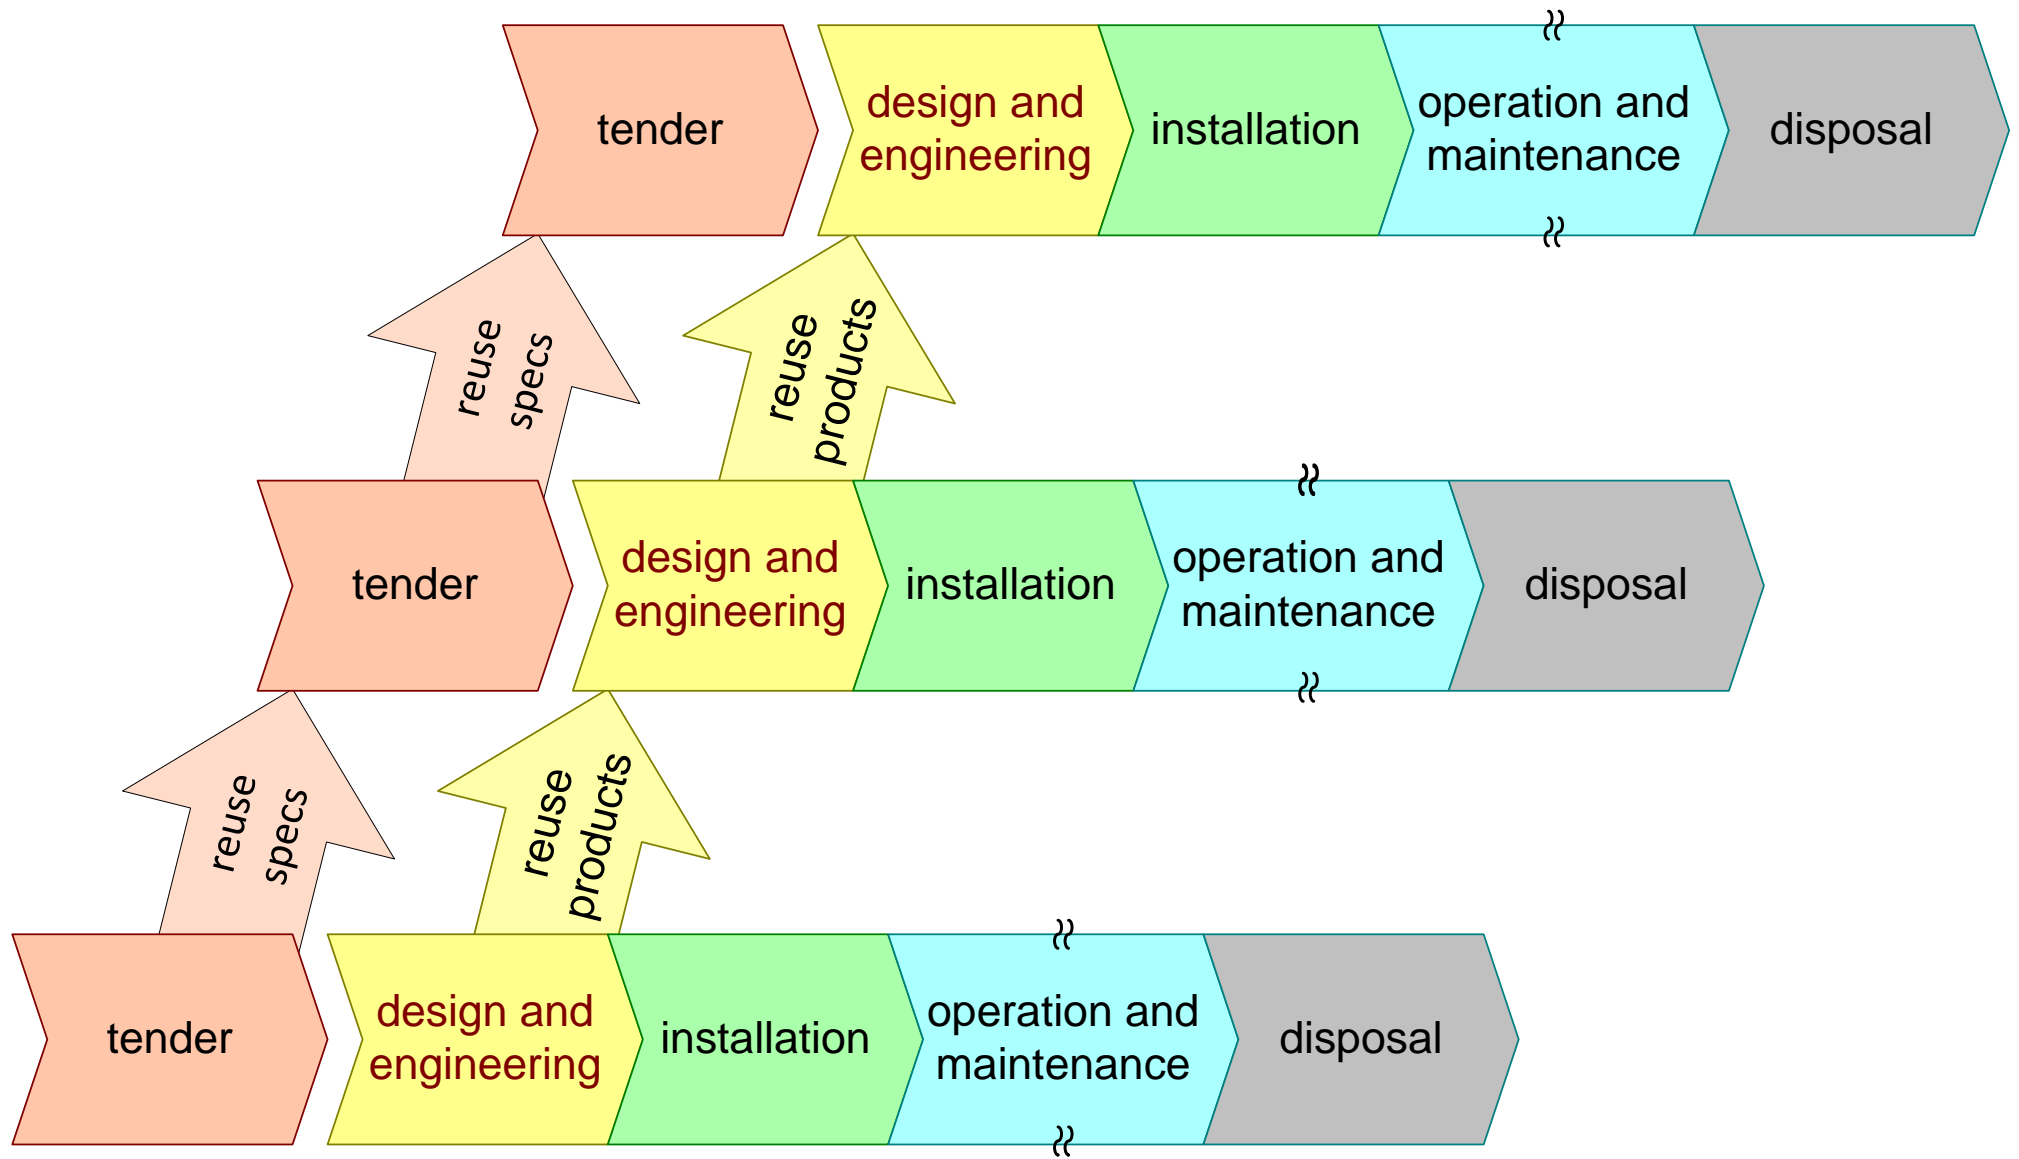 tender
design and
engineering
installation
operation and
maintenance
disposal
reuse
specs
reuse
products
tender
design and
engineering
installation
operation and
maintenance
disposal
reuse
specs
reuse
products
tender
design and
engineering
installation
operation and
maintenance
disposal